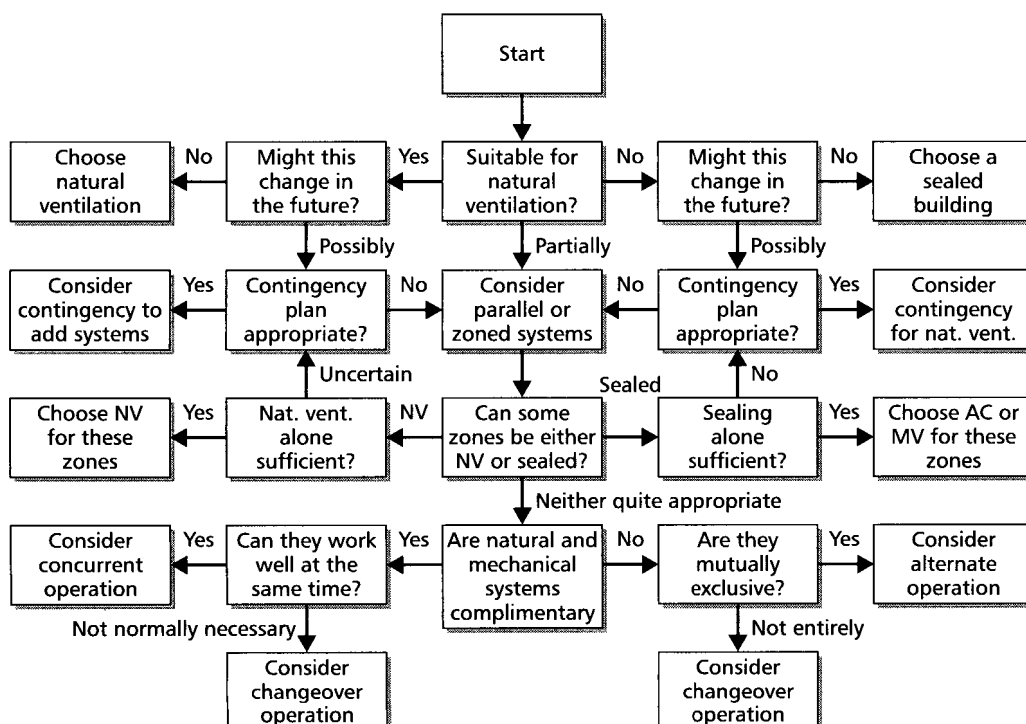 Start
Choose
natural
ventilation
No
Might this
change in
the future?
Yes
Suitable for
natural
ventilation?
No
Might this
change in
the future?
No
Choose a
sealed
building
Possibly
Partially
Possibly
Consider
contingency to
add systems
Yes
Contingency
plan
appropriate?
No
Consider
parallel or
zoned systems
No
Contingency
plan
appropriate?
Yes
Consider
contingency
for nat. vent.
Uncertain
Sealed
No
Choose NV
for these
zones
Yes
Nat. vent.
alone
sufficient?
NV
Can some
zones be either
NV or sealed?
Sealing
alone
sufficient?
Yes
Choose AC or
MV for these
zones
Neither quite appropriate
Consider
concurrent
operation
Yes
Can they work
well at the
same time?
Yes
Are natural and
mechanical
systems
complimentary
No
Are they
mutually
exclusive?
Yes
Consider
alternate
operation
Not normally necessary
Not entirely
Consider
changeover
operation
Consider
changeover
operation